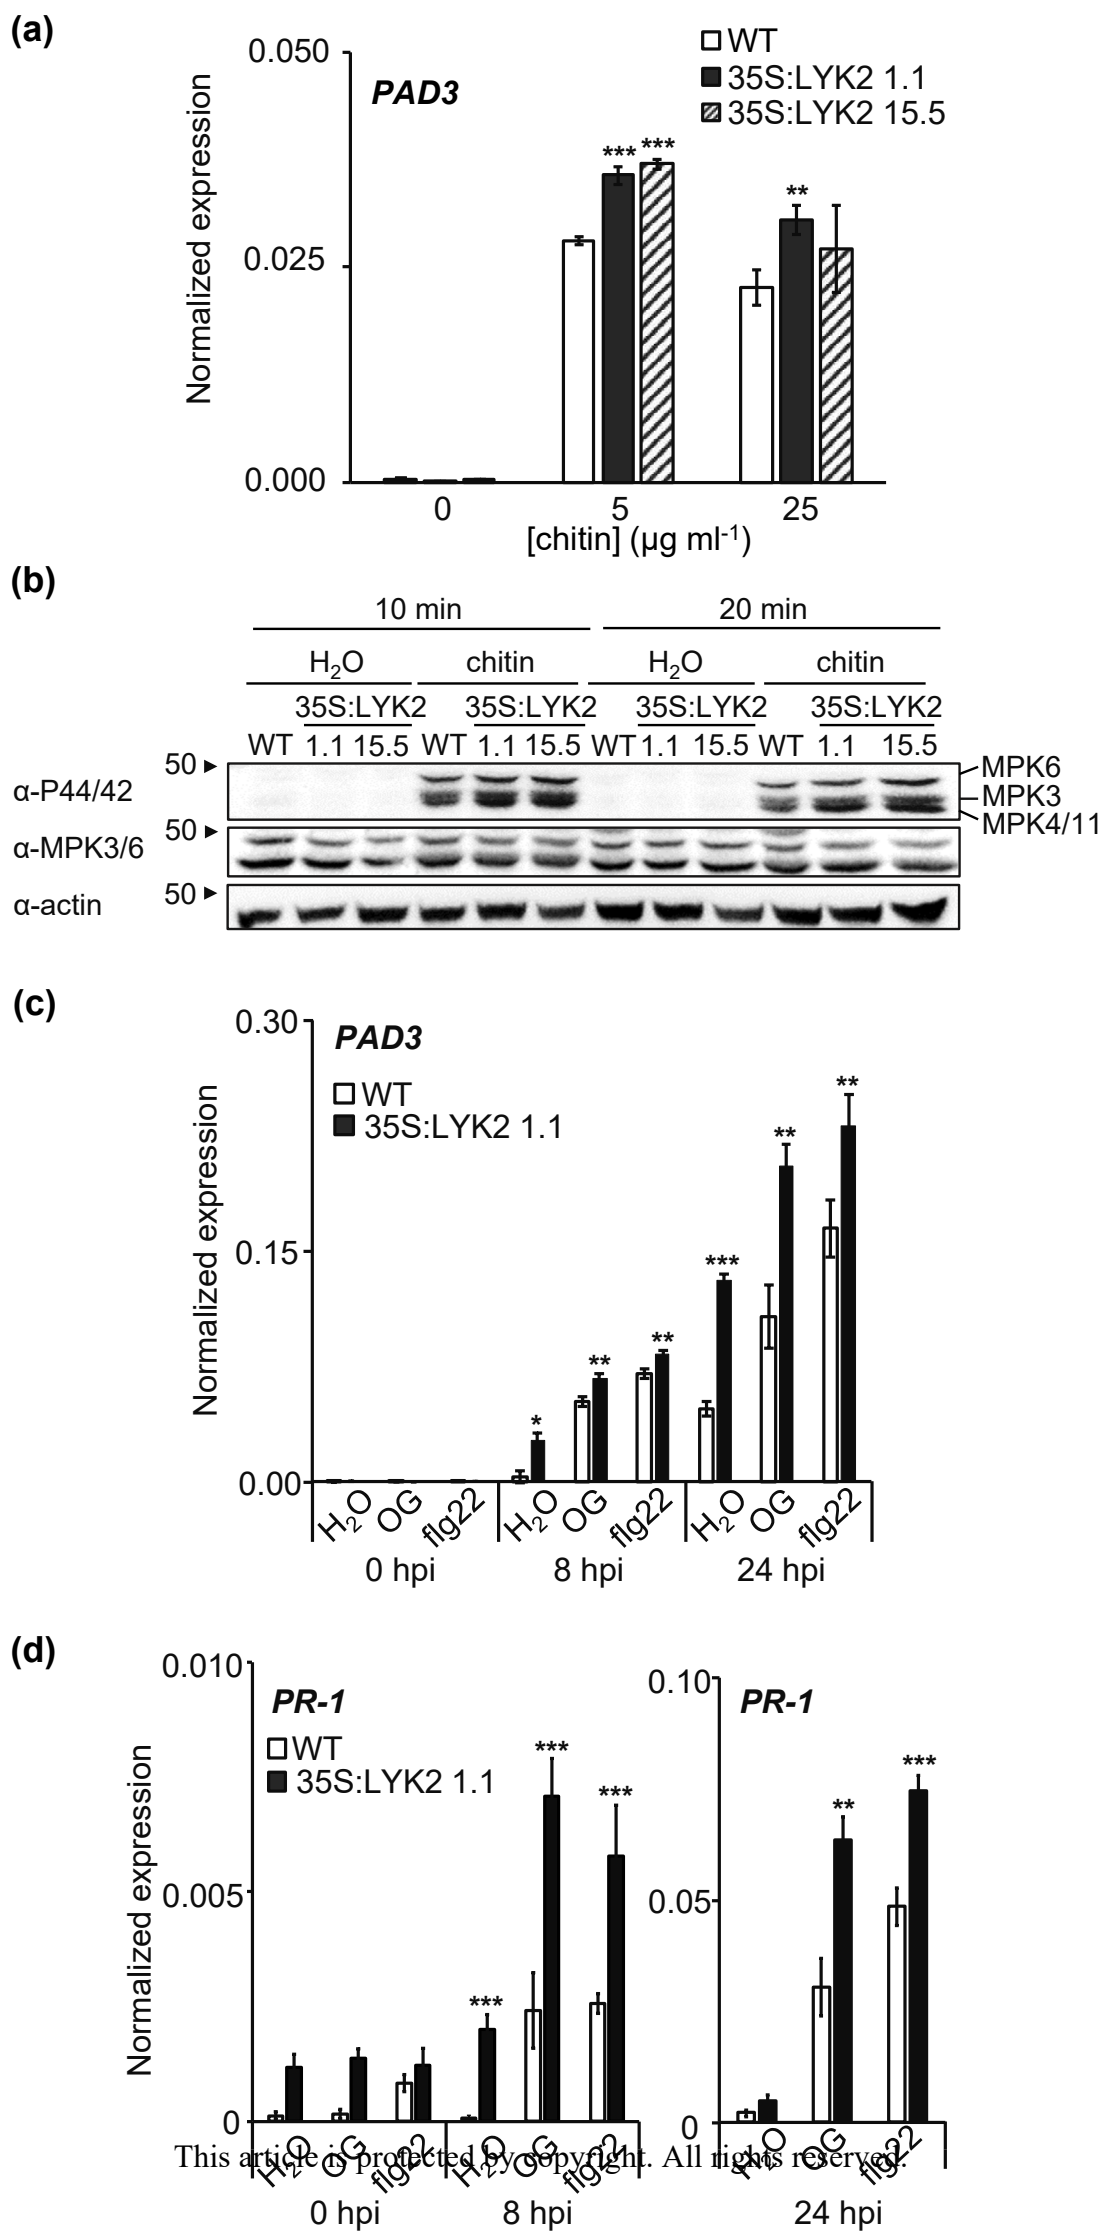 (a)
0.050
PAD3
WT
35S:LYK2 1.1
35S:LYK2 15.5
Normalized expression
*** ***
**
0.025
0.000
0 5 25
[chitin] (µg ml-1)
(b)
10 min 20 min
H2O chitin H2O chitin
35S:LYK2 35S:LYK2 35S:LYK2 35S:LYK2
WT 1.1 15.5 WT 1.1 15.5 WT 1.1 15.5 WT 1.1 15.5
50
α-P44/42
MPK6
MPK3
MPK4/11
50
α-MPK3/6
50
α-actin
(c)
0.30
PAD3
WT
35S:LYK2 1.1
Normalized expression
0.15
0.00
* ** ** *** ** **
H2O OG flg22 H2O OG flg22 H2O OG flg22
0 hpi 8 hpi 24 hpi
(d)
0.010
PR-1
WT
35S:LYK2 1.1
Normalized expression
0.005
0
*** *** ***
H2O OG flg22 H2O OG flg22
0 hpi 8 hpi
0.10
PR-1
0.05
0
** ***
H2O OG flg22
24 hpi
This article is protected by copyright. All rights reserved.